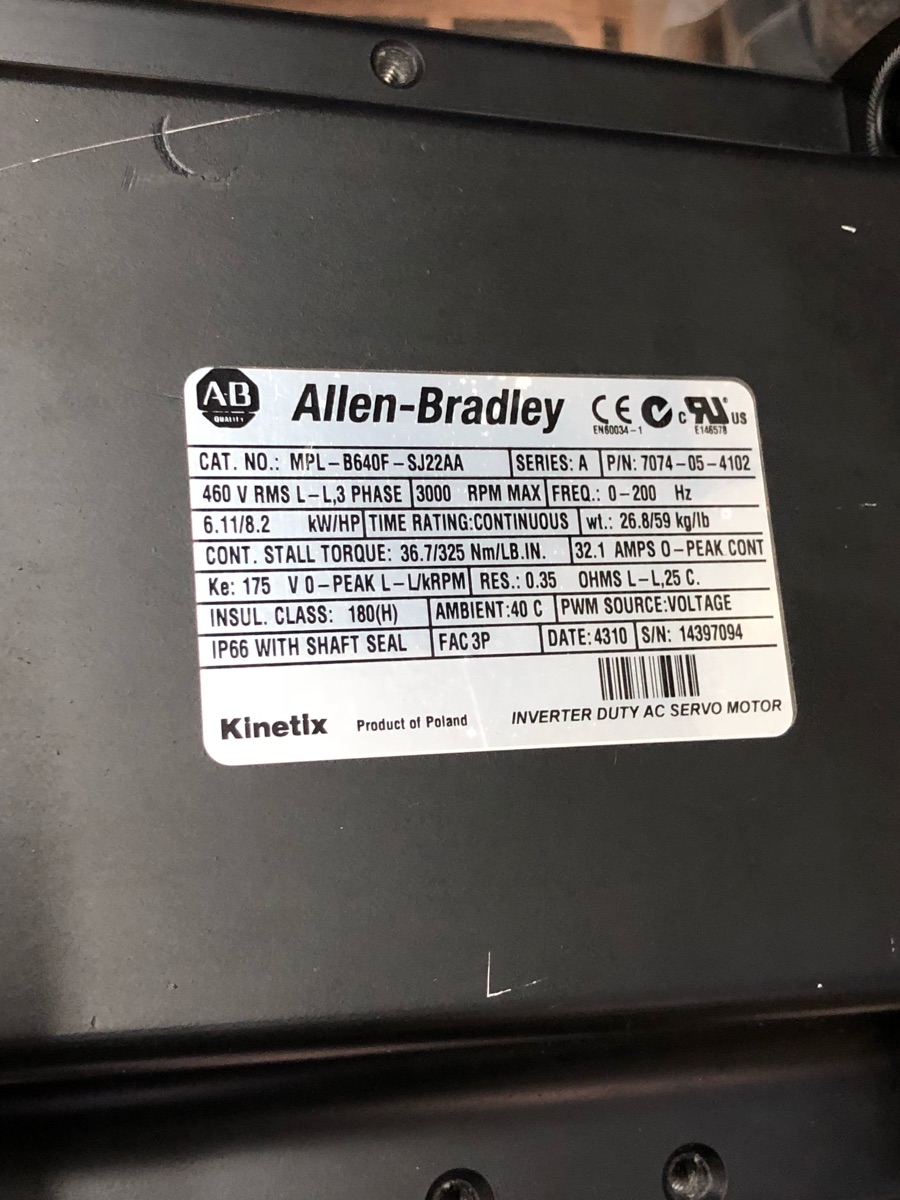 AB
QUALITY
Allen-Bradley
CE
EN60034-1
c RU US
E146578
CAT. NO.: MPL-B640F-SJ22AA SERIES: A P/N: 7074-05-4102
460 V RMS L-L,3 PHASE 3000 RPM MAX FREQ.: 0-200 Hz
6.11/8.2 kW/HP TIME RATING:CONTINUOUS wt.: 26.8/59 kg/lb
CONT. STALL TORQUE: 36.7/325 Nm/LB.IN. 32.1 AMPS 0-PEAK CONT
Ke: 175 V 0-PEAK L-L/kRPM RES.: 0.35 OHMS L-L,25 C.
INSUL. CLASS: 180(H) AMBIENT:40 C PWM SOURCE:VOLTAGE
IP66 WITH SHAFT SEAL FAC 3P DATE: 4310 S/N: 14397094
Kinetix Product of Poland INVERTER DUTY AC SERVO MOTOR